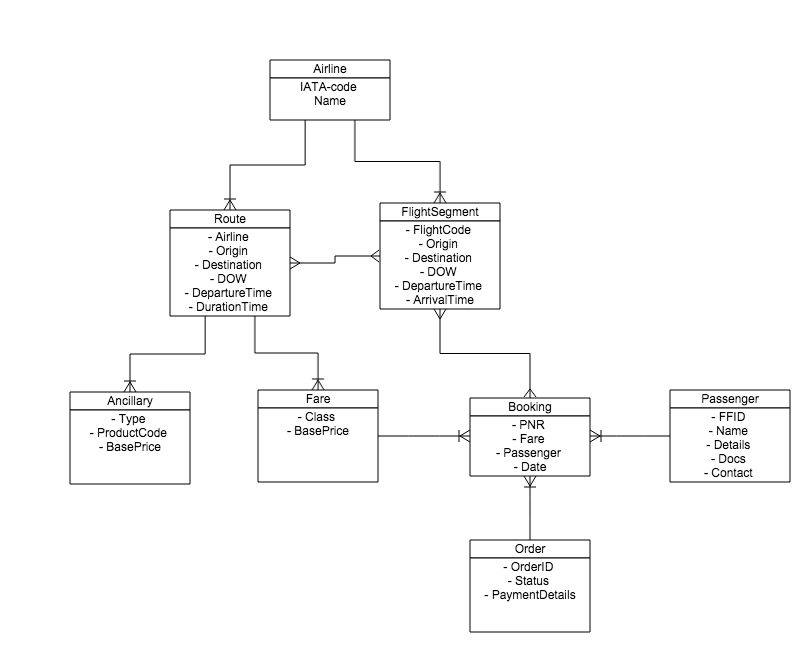 Airline
IATA-code
Name
Route
- Airline
- Origin
- Destination
- DOW
- DepartureTime
- DurationTime
FlightSegment
- FlightCode
- Origin
- Destination
- DOW
- DepartureTime
- ArrivalTime
Ancillary
- Type
- ProductCode
- BasePrice
Fare
- Class
- BasePrice
Booking
- PNR
- Fare
- Passenger
- Date
Passenger
- FFID
- Name
- Details
- Docs
- Contact
Order
- OrderID
- Status
- PaymentDetails